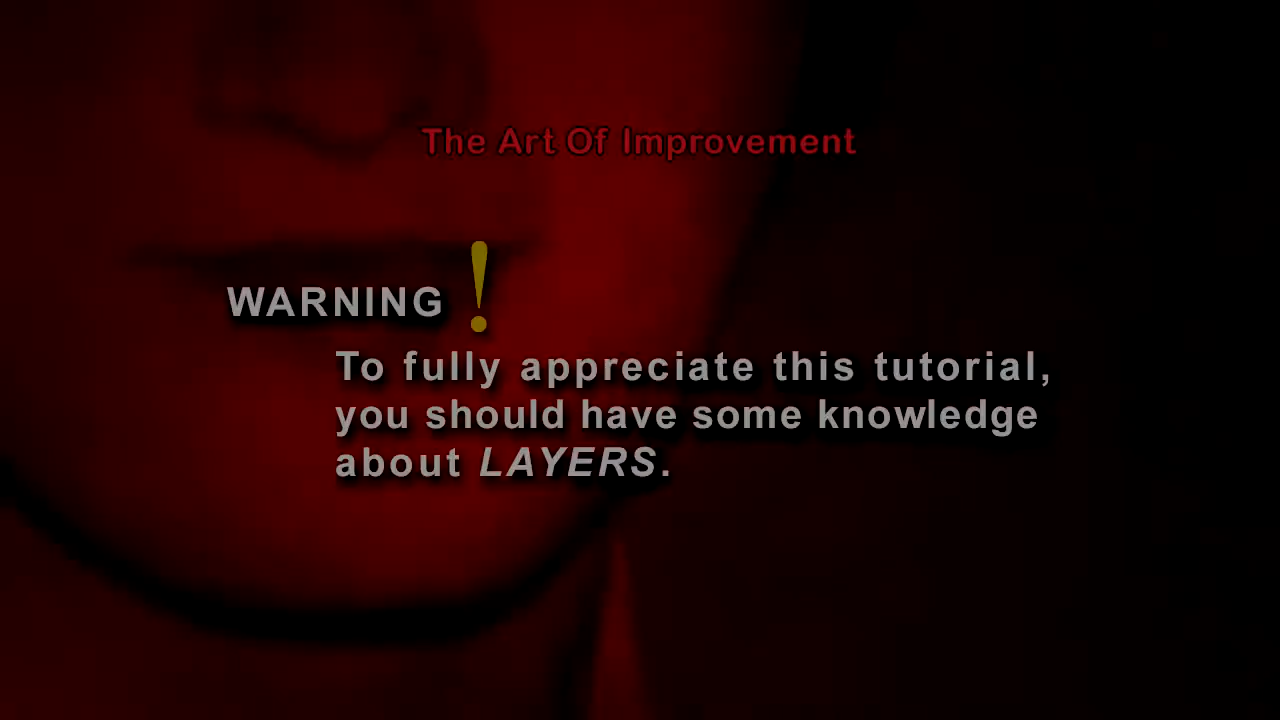 The Art Of Improvement
WARNING !
To fully appreciate this tutorial,
you should have some knowledge
about LAYERS.